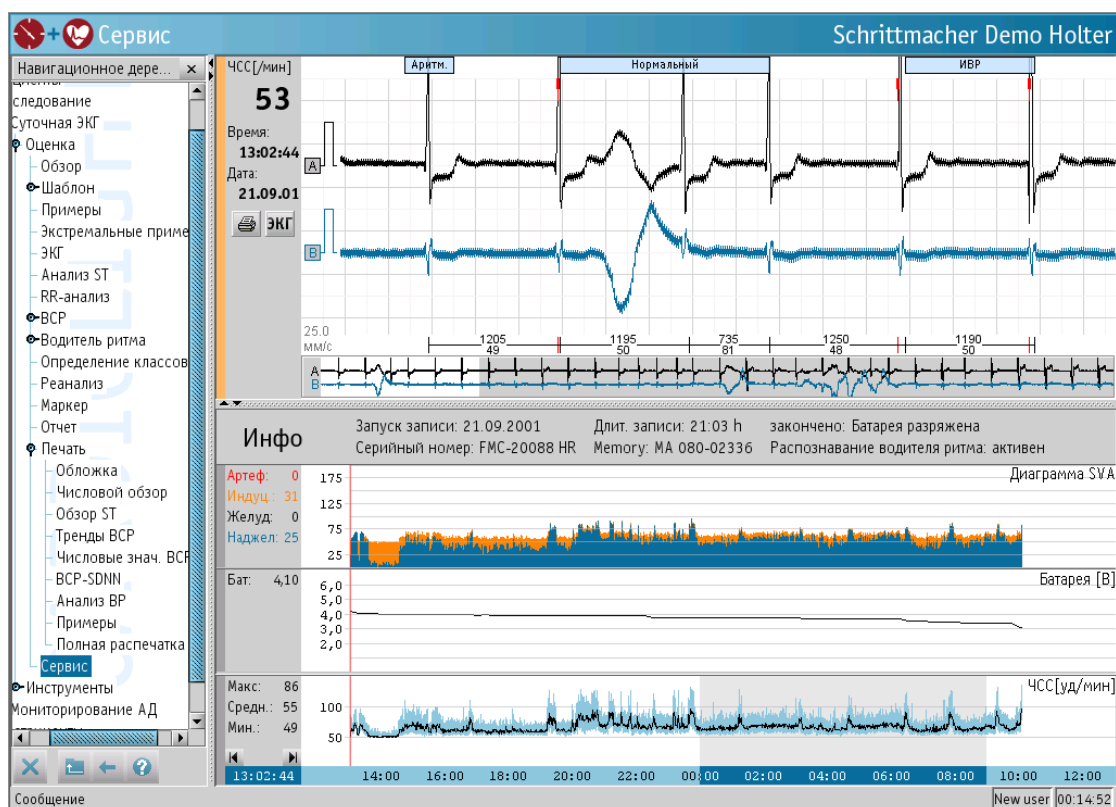 + Сервис
Schrittmacher Demo Holter
Навигационное дере... ×
следование
Суточная ЭКГ
Оценка
Обзор
Шаблон
Примеры
Экстремальные приме
ЭКГ
Анализ ST
RR-анализ
ВСР
Водитель ритма
Определение классов
Реанализ
Маркер
Отчет
Печать
Обложка
Числовой обзор
Обзор ST
Тренды ВСР
Числовые знач. ВСР
ВСР-SDNN
Анализ ВР
Примеры
Полная распечатка
Сервис
Инструменты
Мониторирование АД
ЧСС[/мин]
53
Время:
13:02:44
Дата:
21.09.01
ЭКГ
Аритм.
Нормальный
ИВР
A
B
25.0
мм/с
1205 1195 735 1250 1190
49 50 81 48 50
A
B
Инфо
Запуск записи: 21.09.2001 Длит. записи: 21:03 h закончено: Батарея разряжена
Серийный номер: FMC-20088 HR Memory: MA 080-02336 Распознавание водителя ритма: активен
Артеф: 0
Индуц.: 31
Желуд: 0
Наджел: 25
Диаграмма SVA
175
125
75
25
Бат: 4,10
Батарея [В]
6,0
5,0
4,0
3,0
2,0
Макс: 86
Средн.: 55
Мин.: 49
ЧСС[уд/мин]
100
50
13:02:44 14:00 16:00 18:00 20:00 22:00 00:00 02:00 04:00 06:00 08:00 10:00 12:00
Сообщение
New user 00:14:52